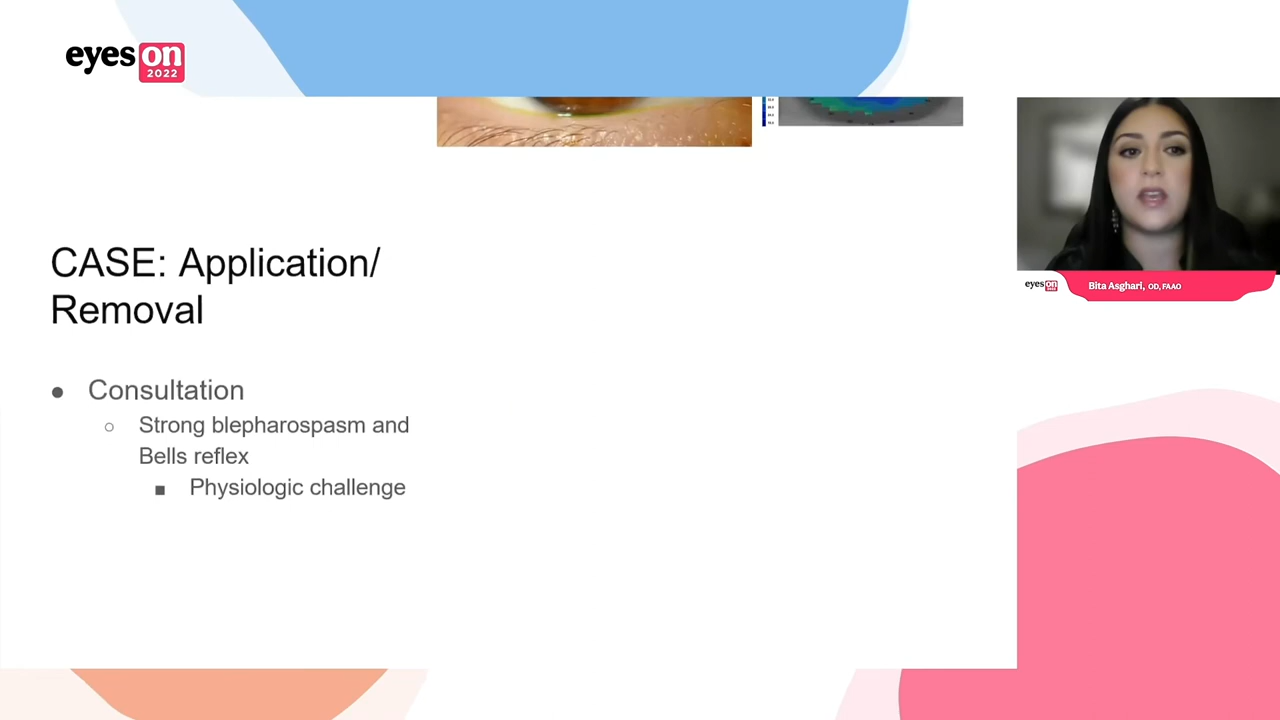 eyes on
2022
CASE: Application/
Removal
● Consultation
○ Strong blepharospasm and
Bells reflex
■ Physiologic challenge
eyes on
Bita Asghari, OD, FAAO